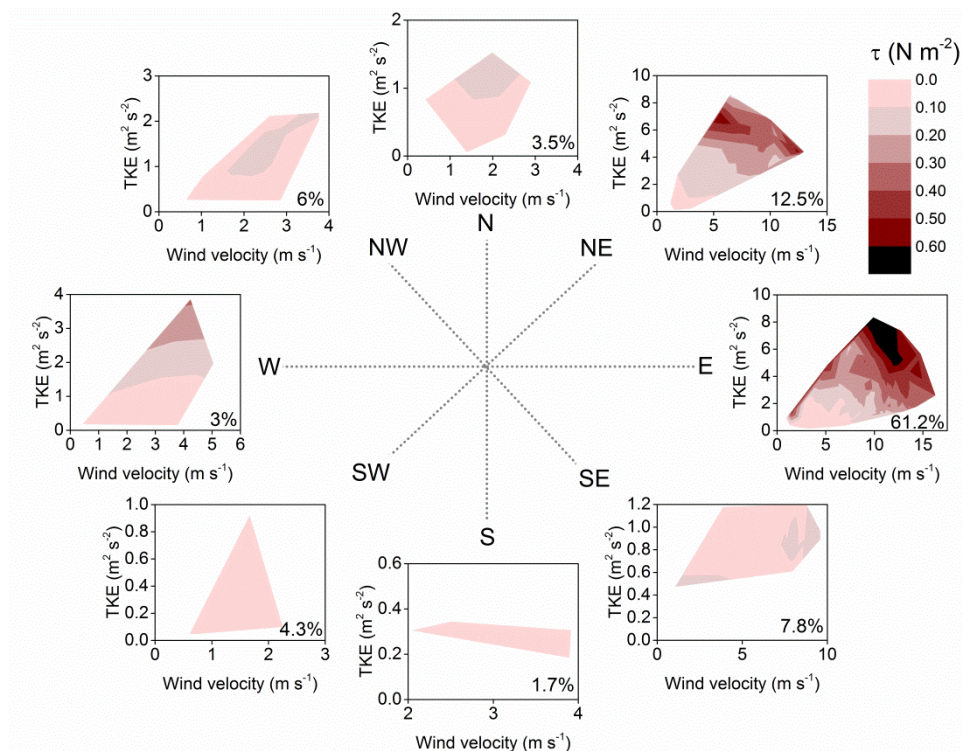 2
1
0
TKE (m² s⁻²)
0 1 2 3 4
3.5%
Wind velocity (m s⁻¹)
N
3
2
1
0
TKE (m² s⁻²)
0 1 2 3 4
6%
Wind velocity (m s⁻¹)
NW
10
8
6
4
2
0
TKE (m² s⁻²)
0 5 10 15
12.5%
Wind velocity (m s⁻¹)
NE
τ (N m⁻²)
0.0
0.10
0.20
0.30
0.40
0.50
0.60
4
3
2
1
0
TKE (m² s⁻²)
0 1 2 3 4 5 6
3%
Wind velocity (m s⁻¹)
W
E
10
8
6
4
2
0
TKE (m² s⁻²)
0 5 10 15
61.2%
Wind velocity (m s⁻¹)
SW
1.0
0.8
0.6
0.4
0.2
0.0
TKE (m² s⁻²)
0 1 2 3
4.3%
Wind velocity (m s⁻¹)
S
0.6
0.4
0.2
0.0
TKE (m² s⁻²)
2 3 4
1.7%
Wind velocity (m s⁻¹)
SE
1.2
1.0
0.8
0.6
0.4
0.2
0.0
TKE (m² s⁻²)
0 5 10
7.8%
Wind velocity (m s⁻¹)